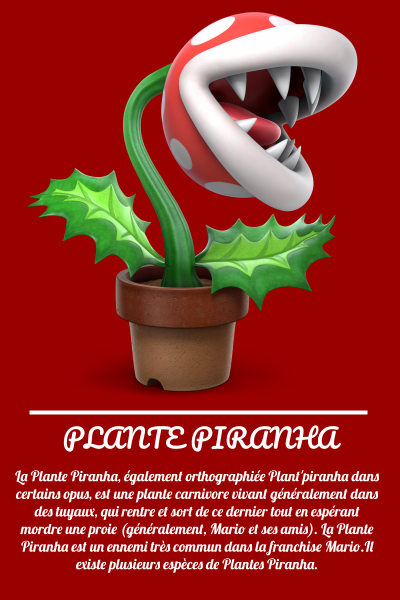 PLANTE PIRANHA
La Plante Piranha, également orthographiée Plant'piranha dans
certains opus, est une plante carnivore vivant généralement dans
des tuyaux, qui rentre et sort de ce dernier tout en espérant
mordre une proie (généralement, Mario et ses amis). La Plante
Piranha est un ennemi très commun dans la franchise Mario.Il
existe plusieurs espèces de Plantes Piranha.